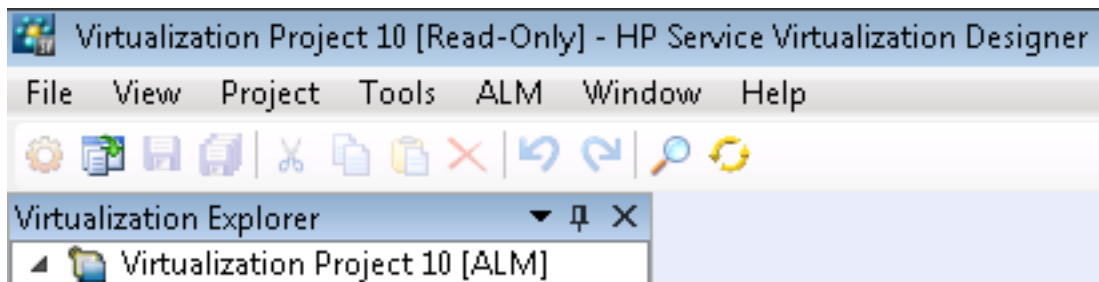 Virtualization Project 10 [Read-Only] - HP Service Virtualization Designer
File View Project Tools ALM Window Help
Virtualization Explorer
Virtualization Project 10 [ALM]